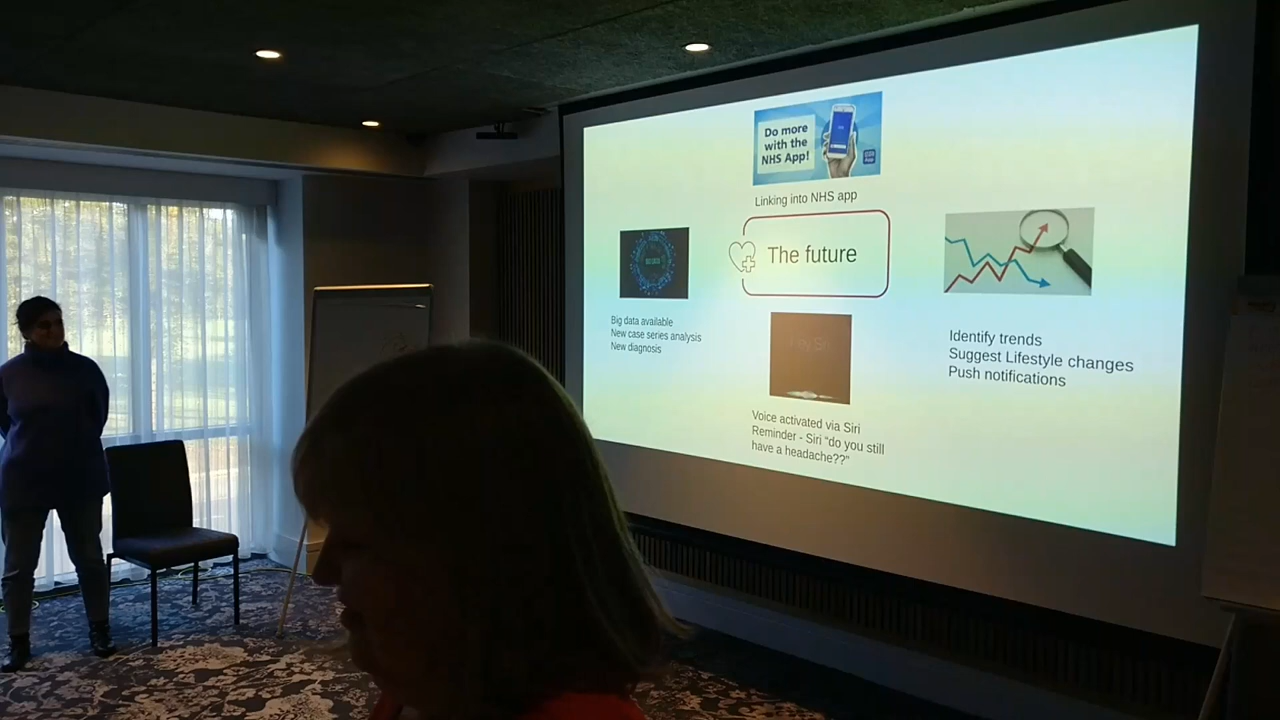 Do more
with the
NHS App!
Linking into NHS app
The future
Big data available
New case series analysis
New diagnosis
Identify trends
Suggest Lifestyle changes
Push notifications
Hey Siri
Voice activated via Siri
Reminder - Siri "do you still
have a headache??"